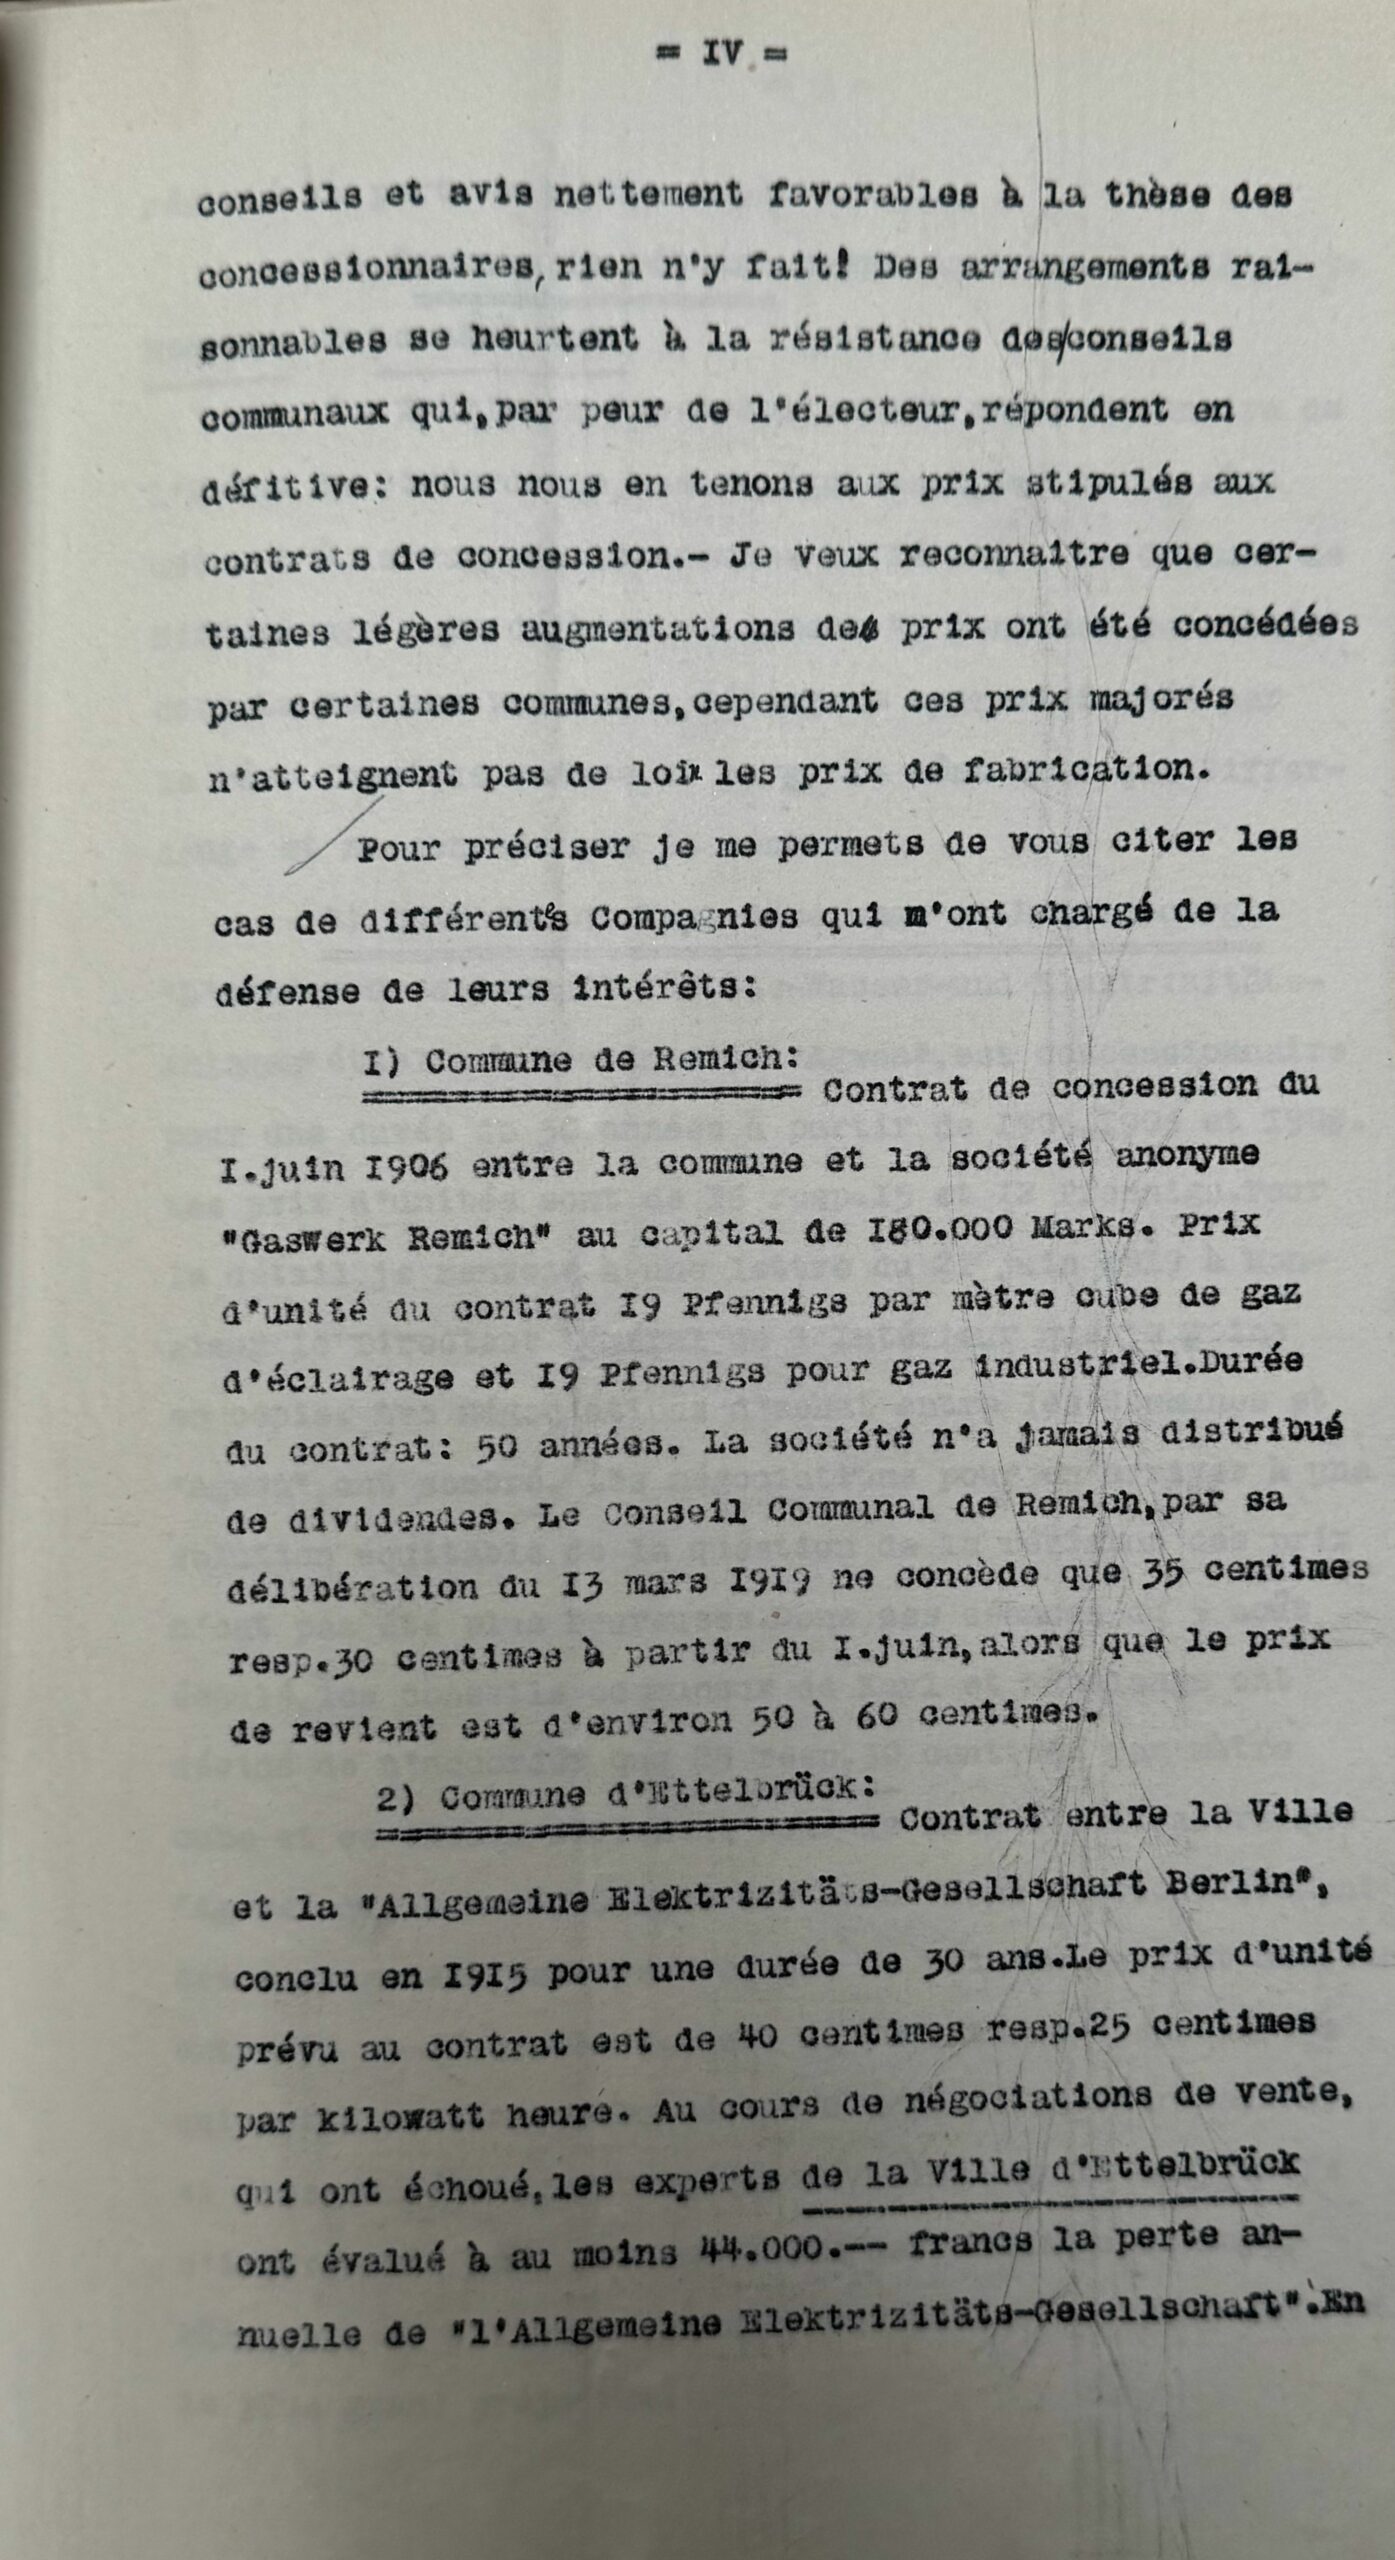 = IV =
conseils et avis nettement favorables à la thèse des
concessionnaires, rien n'y fait! Des arrangements rai-
sonnables se heurtent à la résistance des/conseils
communaux qui,par peur de l'électeur,répondent en
défitive: nous nous en tenons aux prix stipulés aux
contrats de concession.- Je veux reconnaitre que cer-
taines légères augmentations de prix ont été concédées
par certaines communes,cependant ces prix majorés
n'atteignent pas de loin les prix de fabrication.
Pour préciser je me permets de vous citer les
cas de différentes Compagnies qui m'ont chargé de la
défense de leurs intérêts:
I) Commune de Remich:
Contrat de concession du
I.juin I906 entre la commune et la société anonyme
"Gaswerk Remich" au capital de I80.000 Marks. Prix
d'unité du contrat I9 Pfennigs par mètre cube de gaz
d'éclairage et I9 Pfennigs pour gaz industriel.Durée
du contrat: 50 années. La société n'a jamais distribué
de dividendes. Le Conseil Communal de Remich,par sa
délibération du I3 mars I9I9 ne concède que 35 centimes
resp.30 centimes à partir du I.juin,alors que le prix
de revient est d'environ 50 à 60 centimes.
2) Commune d'Ettelbrück:
Contrat entre la Ville
et la "Allgemeine Elektrizitäts-Gesellschaft Berlin",
conclu en I9I5 pour une durée de 30 ans.Le prix d'unité
prévu au contrat est de 40 centimes resp.25 centimes
par kilowatt heure. Au cours de négociations de vente,
qui ont échoué,les experts de la Ville d'Ettelbrück
ont évalué à au moins 44.000.-- francs la perte an-
nuelle de "l'Allgemeine Elektrizitäts-Gesellschaft".En